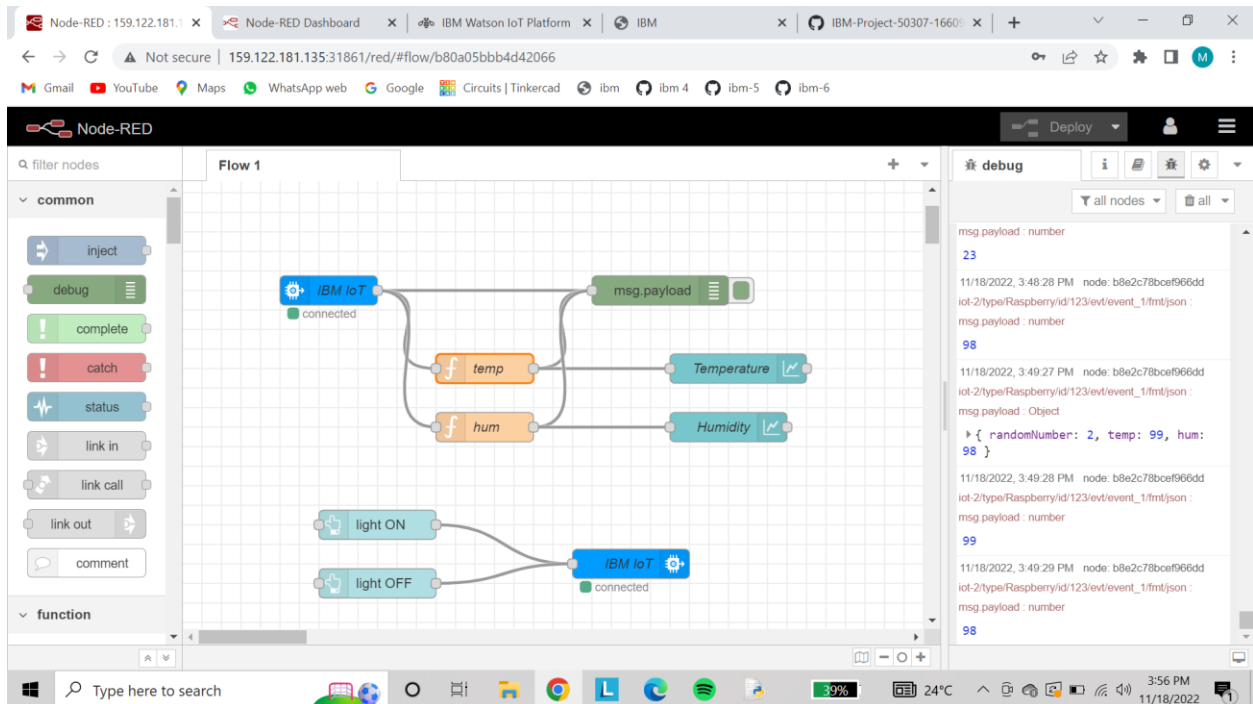 Node-RED : 159.122.181.1
Node-RED Dashboard
IBM Watson IoT Platform
IBM
IBM-Project-50307-16609
Not secure | 159.122.181.135:31861/red/#flow/b80a05bbb4d42066
M
Gmail
YouTube
Maps
WhatsApp web
Google
Circuits | Tinkercad
ibm
ibm 4
ibm-5
ibm-6
Node-RED
Deploy
filter nodes
Flow 1
debug
i
all nodes
all
common
inject
debug
complete
catch
status
link in
link call
link out
comment
function
IBM IoT
connected
msg.payload
temp
Temperature
hum
Humidity
light ON
light OFF
IBM IoT
connected
msg.payload : number
23
11/18/2022, 3:48:28 PM node: b8e2c78bcef966dd
iot-2/type/Raspberry/id/123/evt/event_1/fmt/json :
msg.payload : number
98
11/18/2022, 3:49:27 PM node: b8e2c78bcef966dd
iot-2/type/Raspberry/id/123/evt/event_1/fmt/json :
msg.payload : Object
{ randomNumber: 2, temp: 99, hum:
98 }
11/18/2022, 3:49:28 PM node: b8e2c78bcef966dd
iot-2/type/Raspberry/id/123/evt/event_1/fmt/json :
msg.payload : number
99
11/18/2022, 3:49:29 PM node: b8e2c78bcef966dd
iot-2/type/Raspberry/id/123/evt/event_1/fmt/json :
msg.payload : number
98
Type here to search
L
39%
24°C
3:56 PM
11/18/2022
1